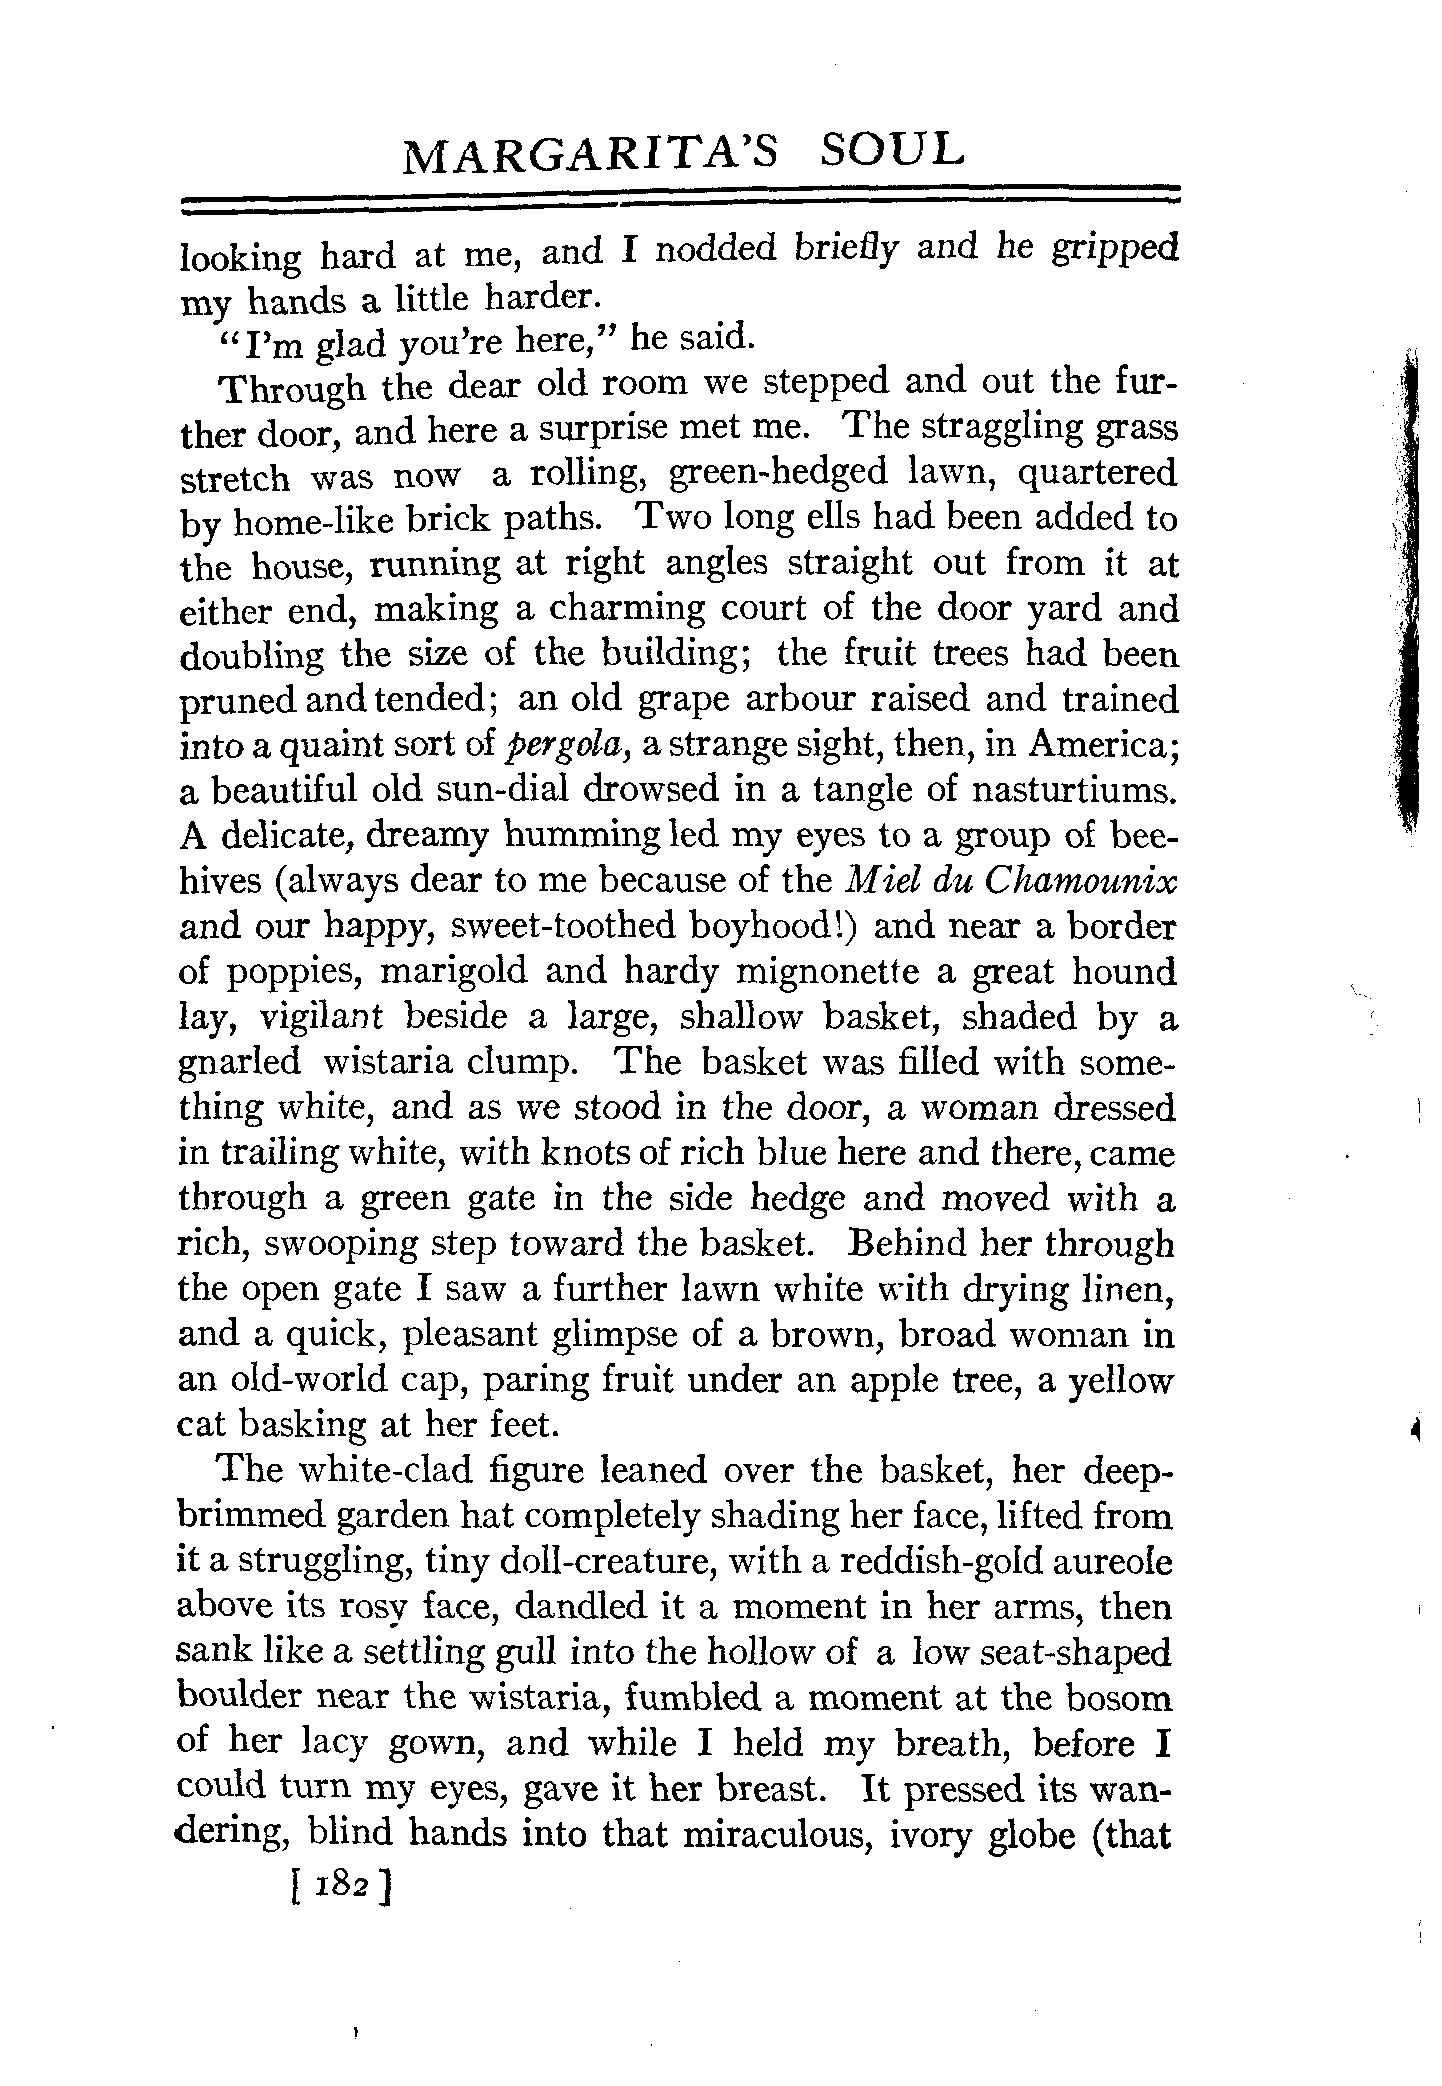 MARGARITA'S SOUL
looking hard at me, and I nodded briefly and he gripped
my hands a little harder.
"I'm glad you're here," he said.
Through the dear old room we stepped and out the fur-
ther door, and here a surprise met me. The straggling grass
stretch was now a rolling, green-hedged lawn, quartered
by home-like brick paths. Two long ells had been added to
the house, running at right angles straight out from it at
either end, making a charming court of the door yard and
doubling the size of the building; the fruit trees had been
pruned and tended; an old grape arbour raised and trained
into a quaint sort of pergola, a strange sight, then, in America;
a beautiful old sun-dial drowsed in a tangle of nasturtiums.
A delicate, dreamy humming led my eyes to a group of bee-
hives (always dear to me because of the Miel du Chamounix
and our happy, sweet-toothed boyhood!) and near a border
of poppies, marigold and hardy mignonette a great hound
lay, vigilant beside a large, shallow basket, shaded by a
gnarled wistaria clump. The basket was filled with some-
thing white, and as we stood in the door, a woman dressed
in trailing white, with knots of rich blue here and there, came
through a green gate in the side hedge and moved with a
rich, swooping step toward the basket. Behind her through
the open gate I saw a further lawn white with drying linen,
and a quick, pleasant glimpse of a brown, broad woman in
an old-world cap, paring fruit under an apple tree, a yellow
cat basking at her feet.
The white-clad figure leaned over the basket, her deep-
brimmed garden hat completely shading her face, lifted from
it a struggling, tiny doll-creature, with a reddish-gold aureole
above its rosy face, dandled it a moment in her arms, then
sank like a settling gull into the hollow of a low seat-shaped
boulder near the wistaria, fumbled a moment at the bosom
of her lacy gown, and while I held my breath, before I
could turn my eyes, gave it her breast. It pressed its wan-
dering, blind hands into that miraculous, ivory globe (that
[ 182 ]